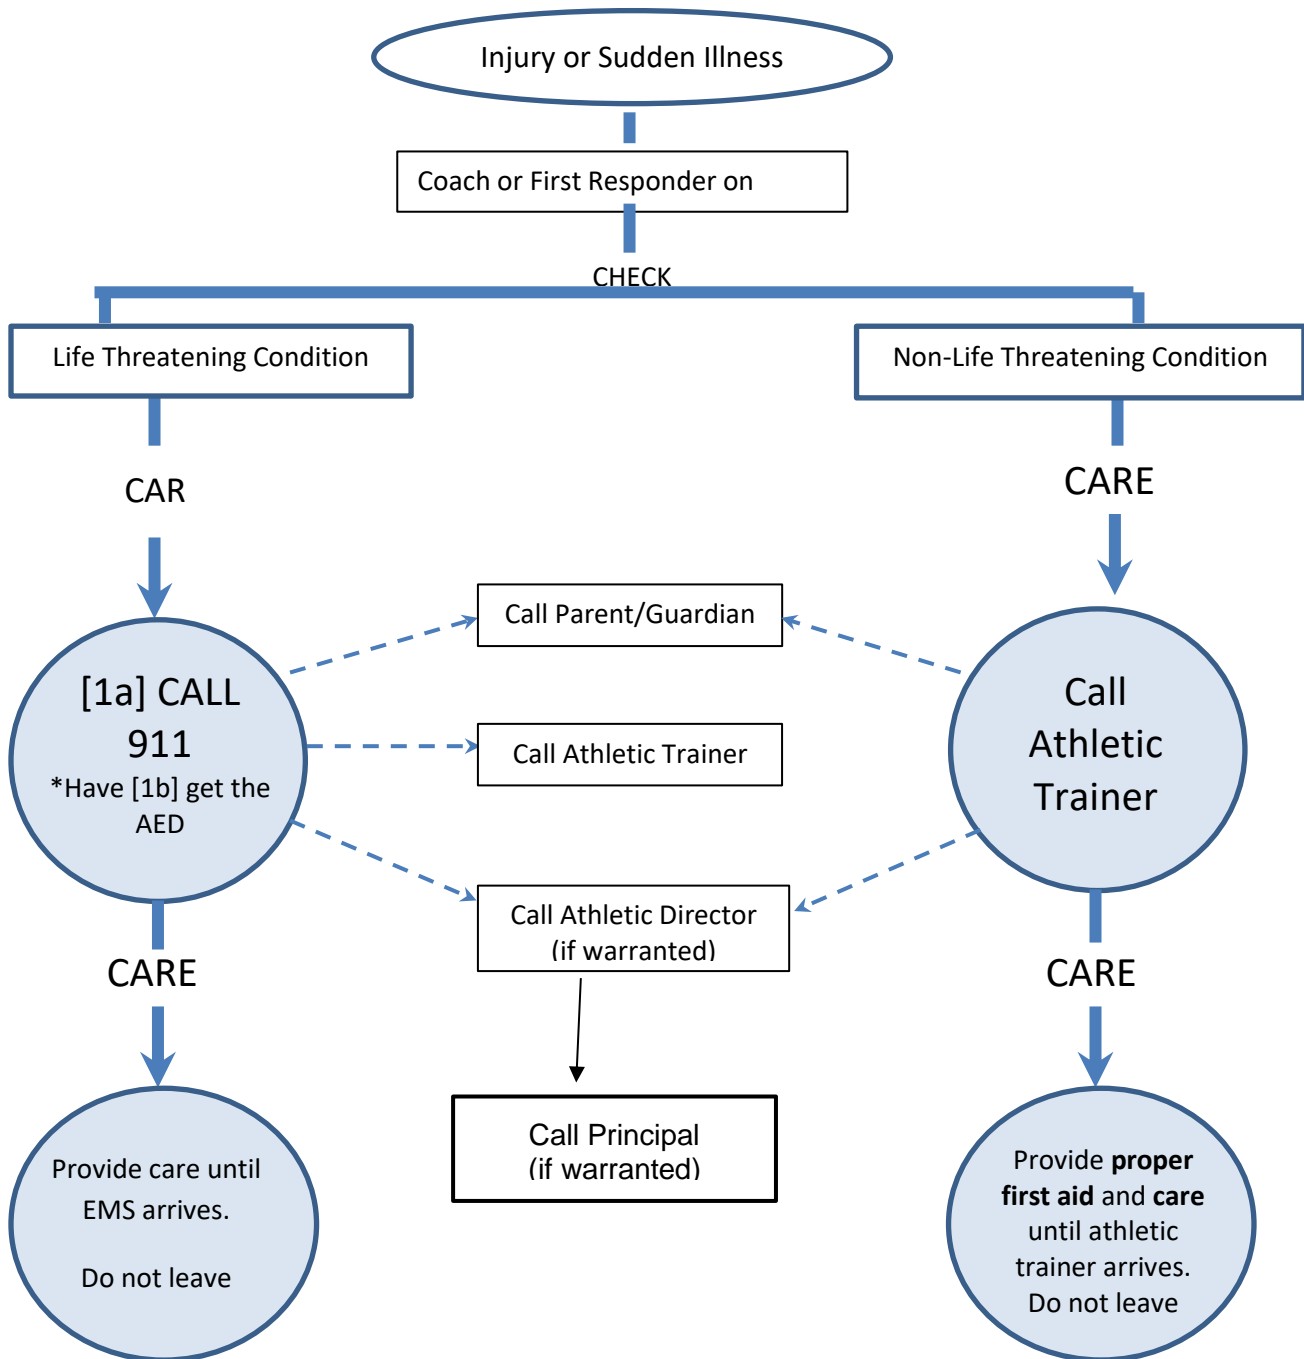 Injury or Sudden Illness
Coach or First Responder on
CHECK
Life Threatening Condition
Non-Life Threatening Condition
CAR
CARE
Call Parent/Guardian
[1a] CALL
911
*Have [1b] get the
AED
Call Athletic Trainer
Call
Athletic
Trainer
Call Athletic Director
(if warranted)
CARE
CARE
Call Principal
(if warranted)
Provide care until
EMS arrives.
Do not leave
Provide proper
first aid and care
until athletic
trainer arrives.
Do not leave